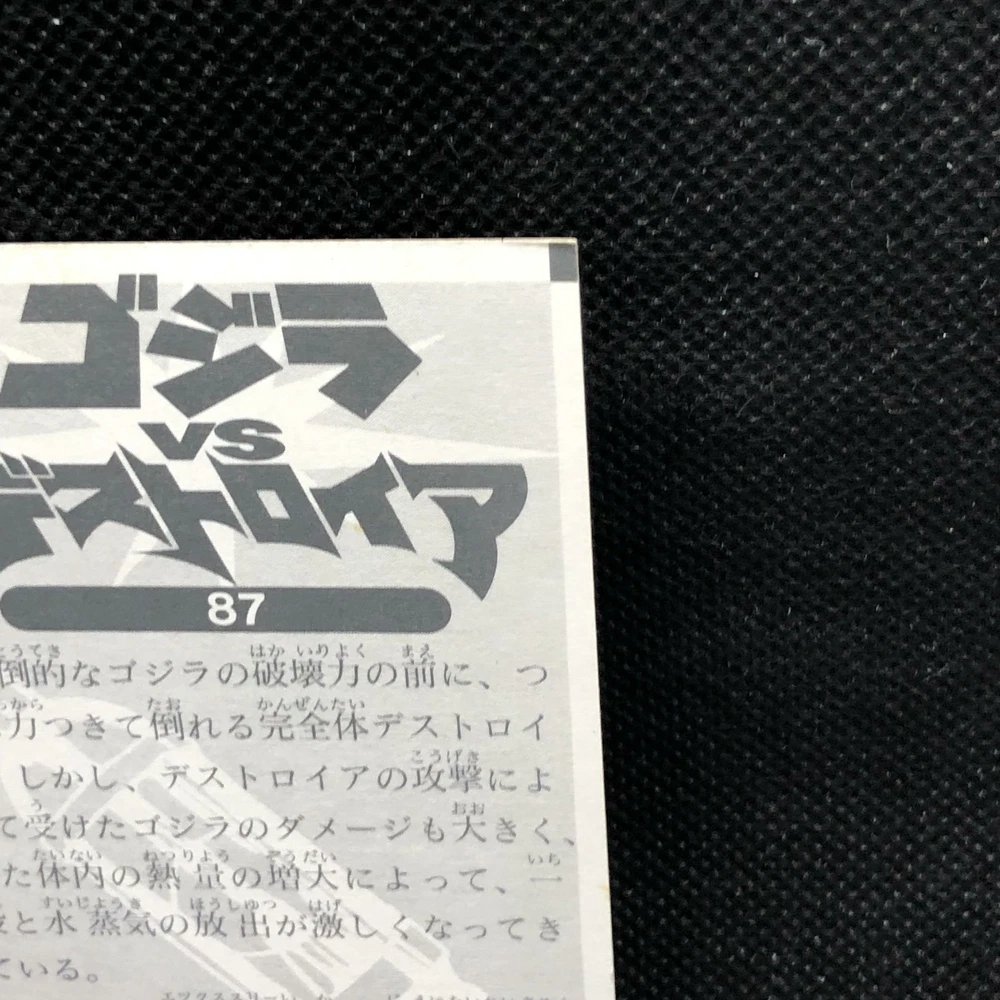 ゴジラ
VS
デストロイア
87
倒的なゴジラの破壊力の前に、つ
力つきて倒れる完全体デストロイ
しかし、デストロイアの攻撃によ
て受けたゴジラのダメージも大きく、
た体内の熱量の増大によって、一
と水蒸気の放出が激しくなってき
ている。